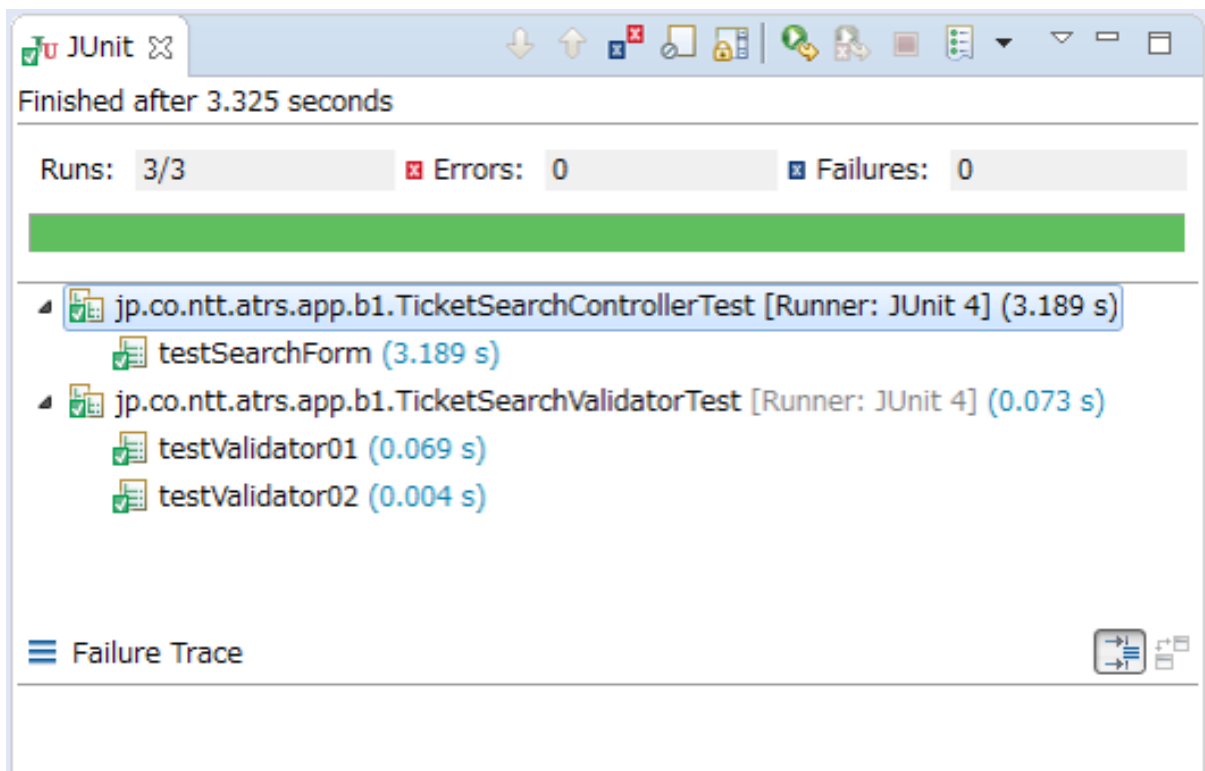 JUnit
Finished after 3.325 seconds
Runs: 3/3 Errors: 0 Failures: 0
jp.co.ntt.atrs.app.b1.TicketSearchControllerTest [Runner: JUnit 4] (3.189 s)
testSearchForm (3.189 s)
jp.co.ntt.atrs.app.b1.TicketSearchValidatorTest [Runner: JUnit 4] (0.073 s)
testValidator01 (0.069 s)
testValidator02 (0.004 s)
Failure Trace